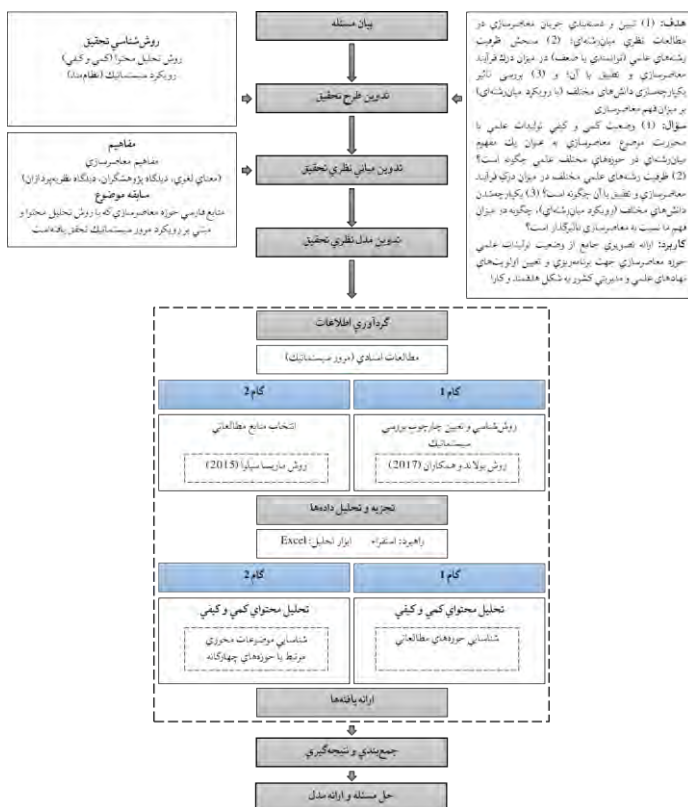 بیان مسئله
هدف: (1) تبیین و دسته‌بندی جریان معاصرسازی در
مطالعات نظری میان‌رشته‌ای؛ (2) سنجش ظرفیت
رشته‌های علمی (توانمندی یا ضعف) در میزان درک فرآیند
معاصرسازی و تطبیق با آن؛ و (3) بررسی تاثیر
یکپارچه‌سازی دانش‌های مختلف (با رویکرد میان‌رشته‌ای)
بر میزان فهم معاصرسازی
سؤال: (1) وضعیت کمی و کیفی تولیدات علمی با
محوریت موضوع معاصرسازی به عنوان یک مفهوم
میان‌رشته‌ای در حوزه‌های مختلف علمی چگونه است؟
(2) ظرفیت رشته‌های علمی مختلف در میزان درک فرآیند
معاصرسازی و تطبیق با آن چگونه است؟ (3) یکپارچه‌شدن
دانش‌های مختلف (رویکرد میان‌رشته‌ای)، چگونه در میزان
فهم ما نسبت به معاصرسازی تاثیرگذار است؟
کاربرد: ارائه تصویری جامع از وضعیت تولیدات علمی
حوزه معاصرسازی جهت برنامه‌ریزی و تعیین اولویت‌های
نهادهای علمی و مدیریتی کشور به شکل هدفمند و کارا
روش‌شناسی تحقیق
روش تحلیل محتوا (کمی و کیفی)
رویکرد سیستماتیک (نظام‌مند)
تدوین طرح تحقیق
مفاهیم
مفاهیم معاصرسازی
(معنای لغوی، دیدگاه پژوهشگران، دیدگاه نظریه‌پردازان)
سابقه موضوع
منابع فارسی حوزه معاصرسازی که با روش تحلیل محتوا و
مبتنی بر رویکرد مرور سیستماتیک تحقق یافته‌است
تدوین مبانی نظری تحقیق
تدوین مدل نظری تحقیق
گردآوری اطلاعات
مطالعات اسنادی (مرور سیستماتیک)
گام 1
روش‌شناسی و تعیین چارچوب بررسی
سیستماتیک
روش بولاند و همکاران (2017)
گام 2
انتخاب منابع مطالعاتی
روش ماریسا سیلوا (2015)
تجزیه و تحلیل داده‌ها
راهبرد: استقراء ابزار تحلیل: Excel
گام 1
تحلیل محتوای کمی و کیفی
شناسایی حوزه‌های مطالعاتی
گام 2
تحلیل محتوای کمی و کیفی
شناسایی موضوعات محوری
مرتبط با حوزه‌های چهارگانه
ارائه یافته‌ها
جمع‌بندی و نتیجه‌گیری
حل مسئله و ارائه مدل